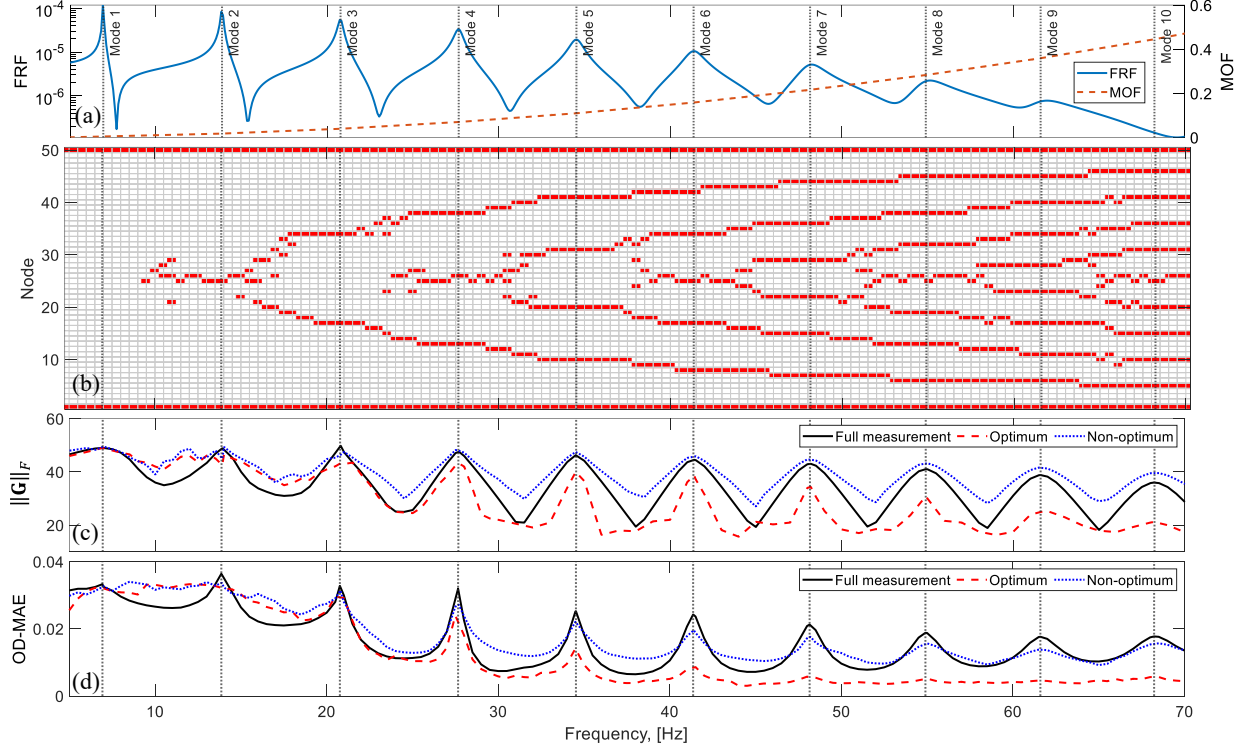 10⁻⁴
10⁻⁵
10⁻⁶
FRF
(a)
Mode 1
Mode 2
Mode 3
Mode 4
Mode 5
Mode 6
Mode 7
Mode 8
Mode 9
Mode 10
FRF
MOF
0.6
0.4
0.2
0
MOF
50
40
30
20
10
Node
(b)
60
40
20
||G||F
(c)
Full measurement
Optimum
Non-optimum
0.04
0.02
0
OD-MAE
(d)
Full measurement
Optimum
Non-optimum
10
20
30
40
50
60
70
Frequency, [Hz]